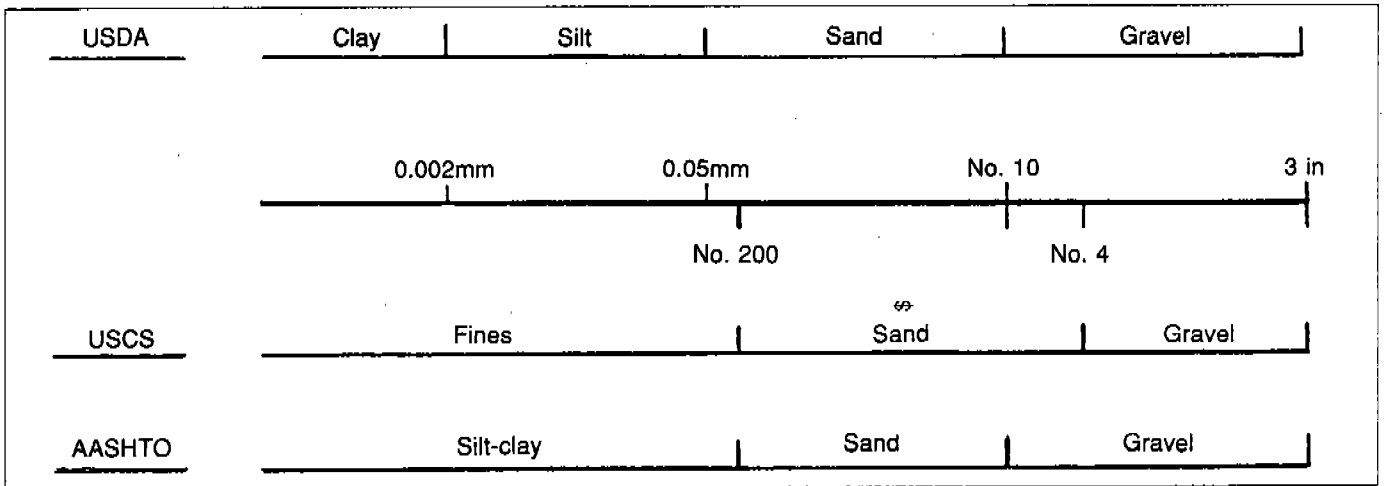 USDA Clay Silt Sand Gravel
0.002mm 0.05mm No. 10 3 in
No. 200 No. 4
USCS Fines Sand Gravel
AASHTO Silt-clay Sand Gravel